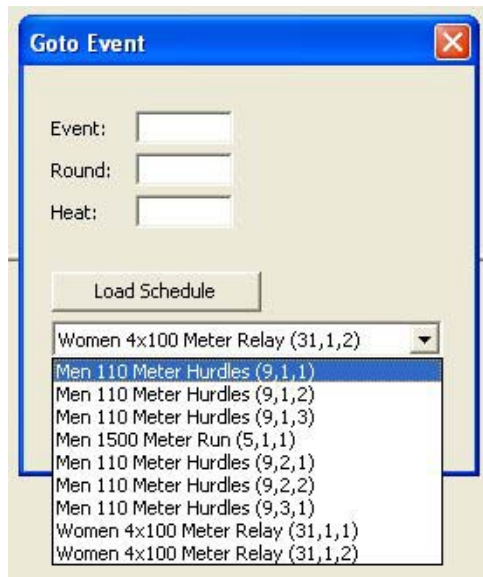 Goto Event
Event:
Round:
Heat:
Load Schedule
Women 4x100 Meter Relay (31,1,2)
Men 110 Meter Hurdles (9,1,1)
Men 110 Meter Hurdles (9,1,2)
Men 110 Meter Hurdles (9,1,3)
Men 1500 Meter Run (5,1,1)
Men 110 Meter Hurdles (9,2,1)
Men 110 Meter Hurdles (9,2,2)
Men 110 Meter Hurdles (9,3,1)
Women 4x100 Meter Relay (31,1,1)
Women 4x100 Meter Relay (31,1,2)